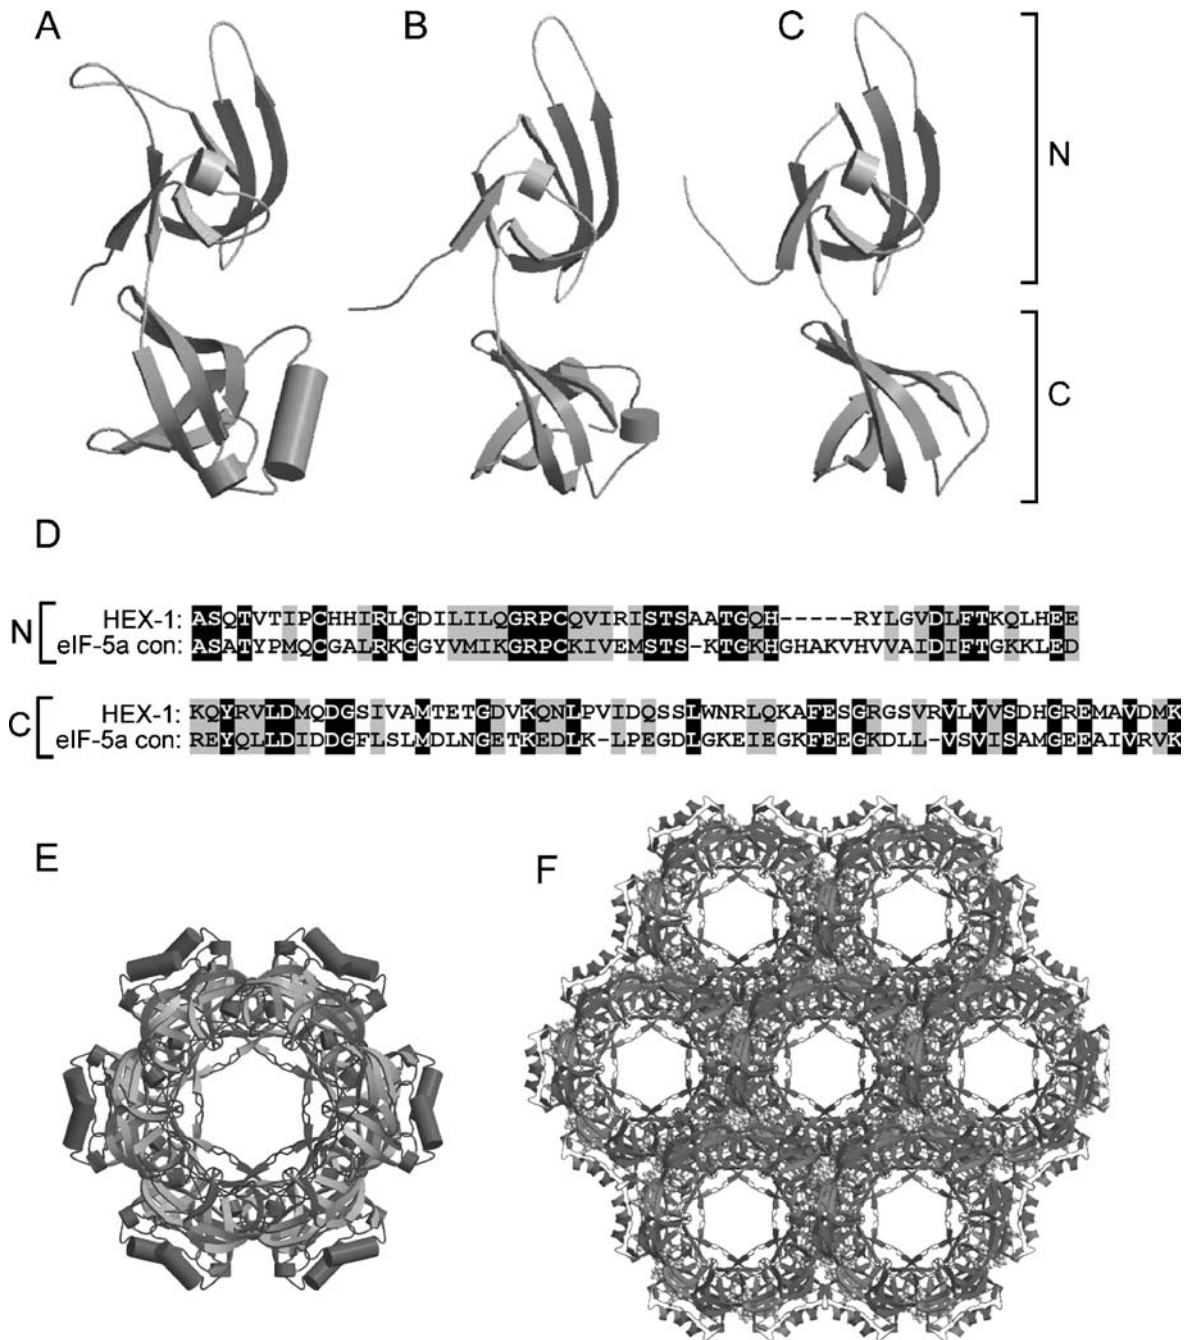 A B C
N
C
D
N HEX-1: ASQTVTIPCHHIRLGDILILQGRPCQVIRISTSAATGQH-----RYLGVDLFTKQLHEE
eIF-5a con: ASATYPMQCGALRKGGYVMIKGRPCKIVEMSTS-KTGKHGHAKVHVVAIDIFTGKKLED
C HEX-1: KQYRVLDMQDGSIVAMTETGDVKQNLPVIDQSSLWNRLQKAFESGRGSVRVLVVSDHGREMAVDMK
eIF-5a con: REYQLLDIDDGFLSLMDLNGETKEDLK-LPEGDLGKEIEGKFEEGKDLL-VSVISAMGEEAIVRVK
E F